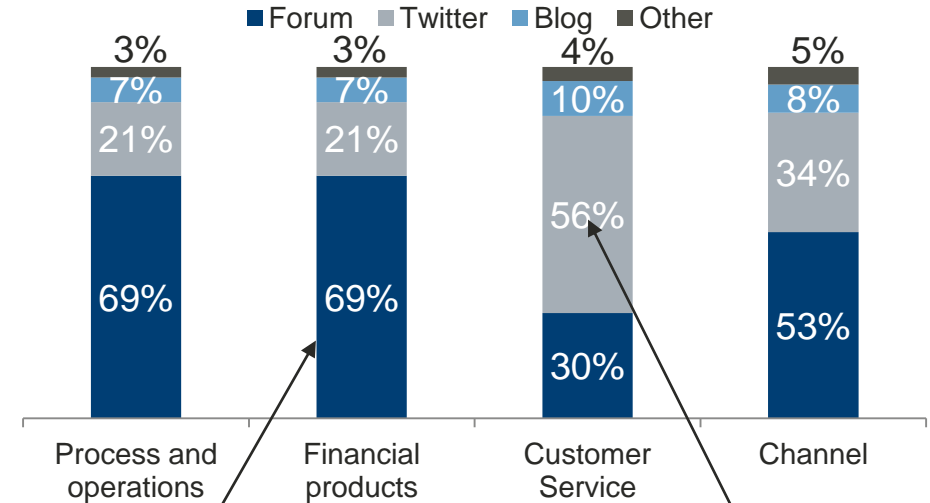 Forum Twitter Blog Other
3% 3% 4% 5%
7% 7% 10% 8%
21% 21% 56% 34%
69% 69% 30% 53%
Process and operations
Financial products
Customer Service
Channel